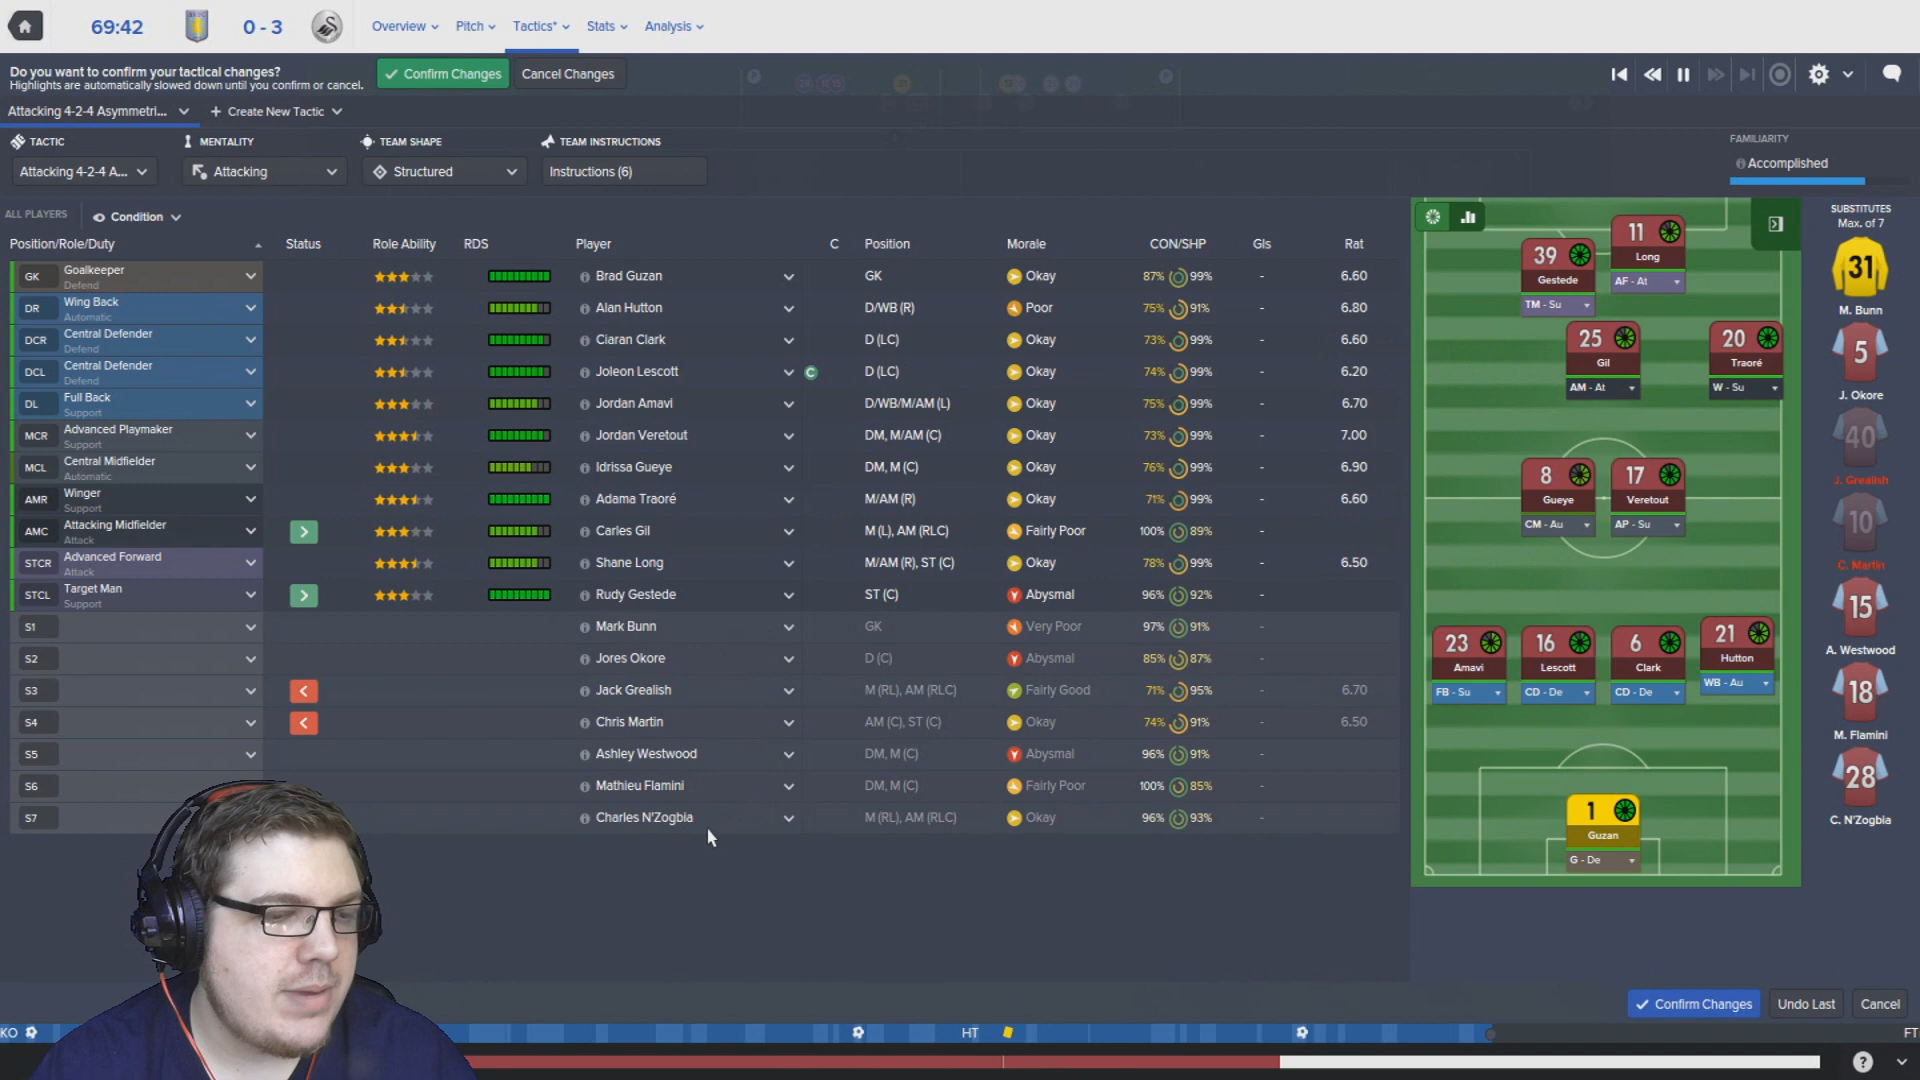 69:42 0 - 3 Overview Pitch Tactics* Stats Analysis
Do you want to confirm your tactical changes?
Highlights are automatically slowed down until you confirm or cancel.
Confirm Changes Cancel Changes
Attacking 4-2-4 Asymmetri... + Create New Tactic
TACTIC MENTALITY TEAM SHAPE TEAM INSTRUCTIONS
Attacking 4-2-4 A... Attacking Structured Instructions (6)
FAMILIARITY
Accomplished
ALL PLAYERS Condition
Position/Role/Duty Status Role Ability RDS Player C Position Morale CON/SHP Gls Rat
GK Goalkeeper Defend Brad Guzan GK Okay 87% 99% - 6.60
DR Wing Back Automatic Alan Hutton D/WB (R) Poor 75% 91% - 6.80
DCR Central Defender Defend Ciaran Clark D (LC) Okay 73% 99% - 6.60
DCL Central Defender Defend Joleon Lescott C D (LC) Okay 74% 99% - 6.20
DL Full Back Support Jordan Amavi D/WB/M/AM (L) Okay 75% 99% - 6.70
MCR Advanced Playmaker Support Jordan Veretout DM, M/AM (C) Okay 73% 99% - 7.00
MCL Central Midfielder Automatic Idrissa Gueye DM, M (C) Okay 76% 99% - 6.90
AMR Winger Support Adama Traoré M/AM (R) Okay 71% 99% - 6.60
AMC Attacking Midfielder Attack Carles Gil M (L), AM (RLC) Fairly Poor 100% 89% -
STCR Advanced Forward Attack Shane Long M/AM (R), ST (C) Okay 78% 99% - 6.50
STCL Target Man Support Rudy Gestede ST (C) Abysmal 96% 92% -
S1 Mark Bunn GK Very Poor 97% 91% -
S2 Jores Okore D (C) Abysmal 85% 87% -
S3 Jack Grealish M (RL), AM (RLC) Fairly Good 71% 95% - 6.70
S4 Chris Martin AM (C), ST (C) Okay 74% 91% - 6.50
S5 Ashley Westwood DM, M (C) Abysmal 96% 91% -
S6 Mathieu Flamini DM, M (C) Fairly Poor 100% 85% -
S7 Charles N'Zogbia M (RL), AM (RLC) Okay 96% 93% -
11
Long
AF - At
39
Gestede
TM - Su
25 20
Gil Traoré
AM - At W - Su
8 17
Gueye Veretout
CM - Au AP - Su
23 16 6 21
Amavi Lescott Clark Hutton
FB - Su CD - De CD - De WB - Au
1
Guzan
G - De
SUBSTITUTES
Max. of 7
31
M. Bunn
5
J. Okore
40
J. Grealish
10
C. Martin
15
A. Westwood
18
M. Flamini
28
C. N'Zogbia
Confirm Changes Undo Last Cancel
KO HT FT
?